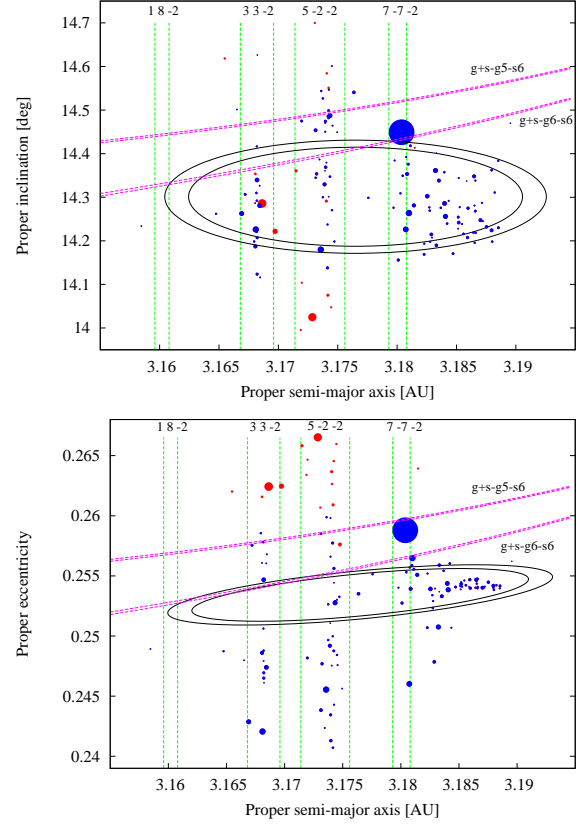 1 8 -2 3 3 -2 5 -2 -2 7 -7 -2
14.7
14.6
14.5
14.4
14.3
14.2
14.1
14
g+s-g5-s6
g+s-g6-s6
Proper inclination [deg]
3.16 3.165 3.17 3.175 3.18 3.185 3.19
Proper semi-major axis [AU]
1 8 -2 3 3 -2 5 -2 -2 7 -7 -2
0.265
0.26
0.255
0.25
0.245
0.24
g+s-g5-s6
g+s-g6-s6
Proper eccentricity
3.16 3.165 3.17 3.175 3.18 3.185 3.19
Proper semi-major axis [AU]